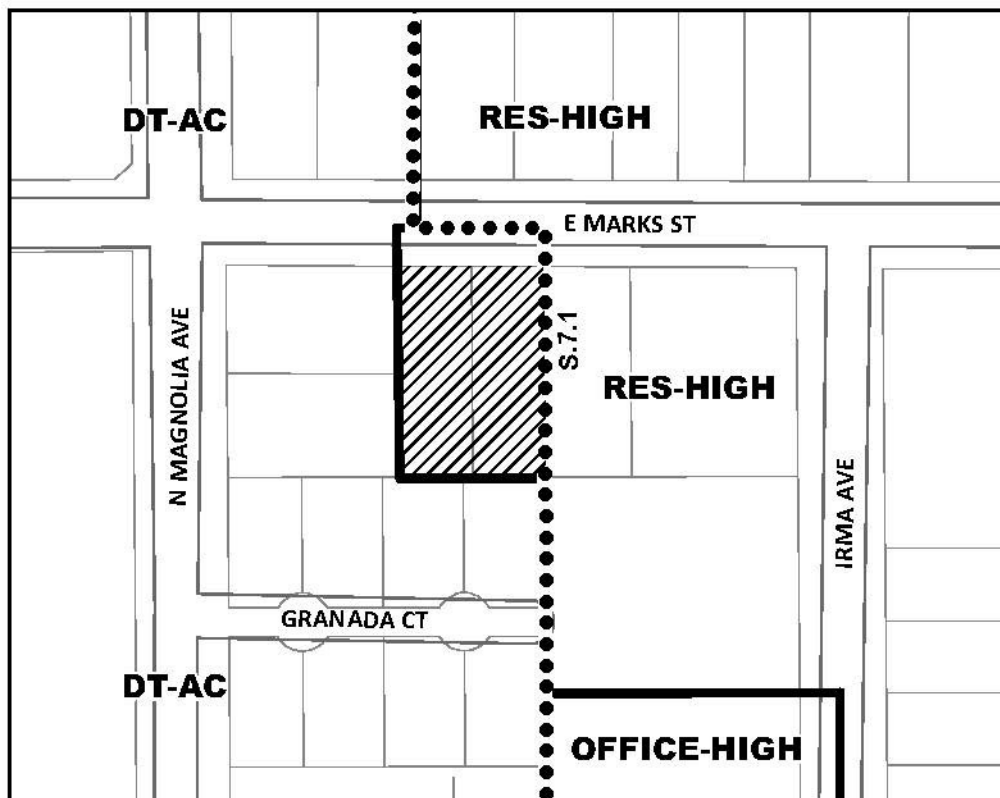 DT-AC
RES-HIGH
E MARKS ST
N MAGNOLIA AVE
S.7.1
RES-HIGH
IRMA AVE
GRANADA CT
DT-AC
OFFICE-HIGH